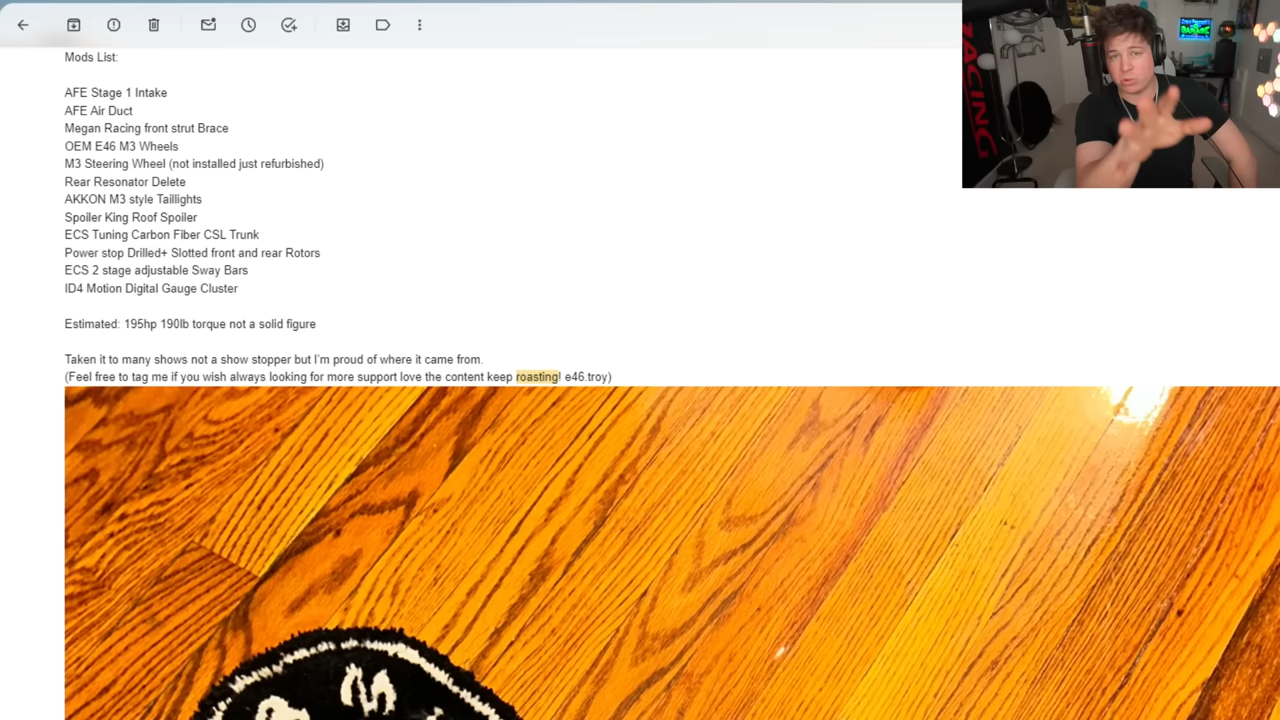 Mods List:
AFE Stage 1 Intake
AFE Air Duct
Megan Racing front strut Brace
OEM E46 M3 Wheels
M3 Steering Wheel (not installed just refurbished)
Rear Resonator Delete
AKKON M3 style Taillights
Spoiler King Roof Spoiler
ECS Tuning Carbon Fiber CSL Trunk
Power stop Drilled+ Slotted front and rear Rotors
ECS 2 stage adjustable Sway Bars
ID4 Motion Digital Gauge Cluster
Estimated: 195hp 190lb torque not a solid figure
Taken it to many shows not a show stopper but I'm proud of where it came from.
(Feel free to tag me if you wish always looking for more support love the content keep roasting! e46.troy)
RACING
GARAGE
M